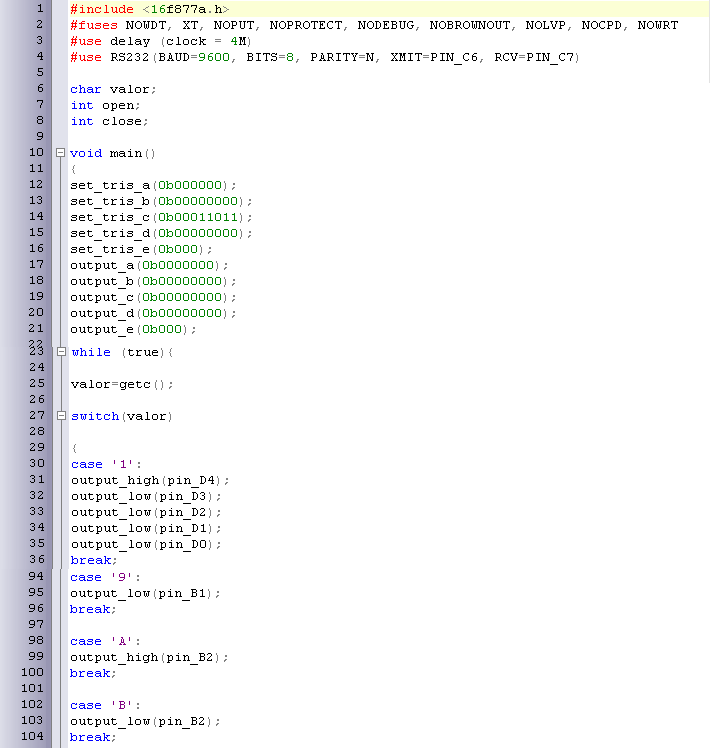 1 #include <16f877a.h>
2 #fuses NOWDT, XT, NOPUT, NOPROTECT, NODEBUG, NOBROWNOUT, NOLVP, NOCPD, NOWRT
3 #use delay (clock = 4M)
4 #use RS232(BAUD=9600, BITS=8, PARITY=N, XMIT=PIN_C6, RCV=PIN_C7)
5
6 char valor;
7 int open;
8 int close;
9
10 void main()
11 {
12 set_tris_a(0b000000);
13 set_tris_b(0b00000000);
14 set_tris_c(0b00011011);
15 set_tris_d(0b00000000);
16 set_tris_e(0b000);
17 output_a(0b0000000);
18 output_b(0b00000000);
19 output_c(0b00000000);
20 output_d(0b00000000);
21 output_e(0b000);
22
23 while (true){
24
25 valor=getc();
26
27 switch(valor)
28
29 {
30 case '1':
31 output_high(pin_D4);
32 output_low(pin_D3);
33 output_low(pin_D2);
34 output_low(pin_D1);
35 output_low(pin_D0);
36 break;
94 case '9':
95 output_low(pin_B1);
96 break;
97
98 case 'A':
99 output_high(pin_B2);
100 break;
101
102 case 'B':
103 output_low(pin_B2);
104 break;